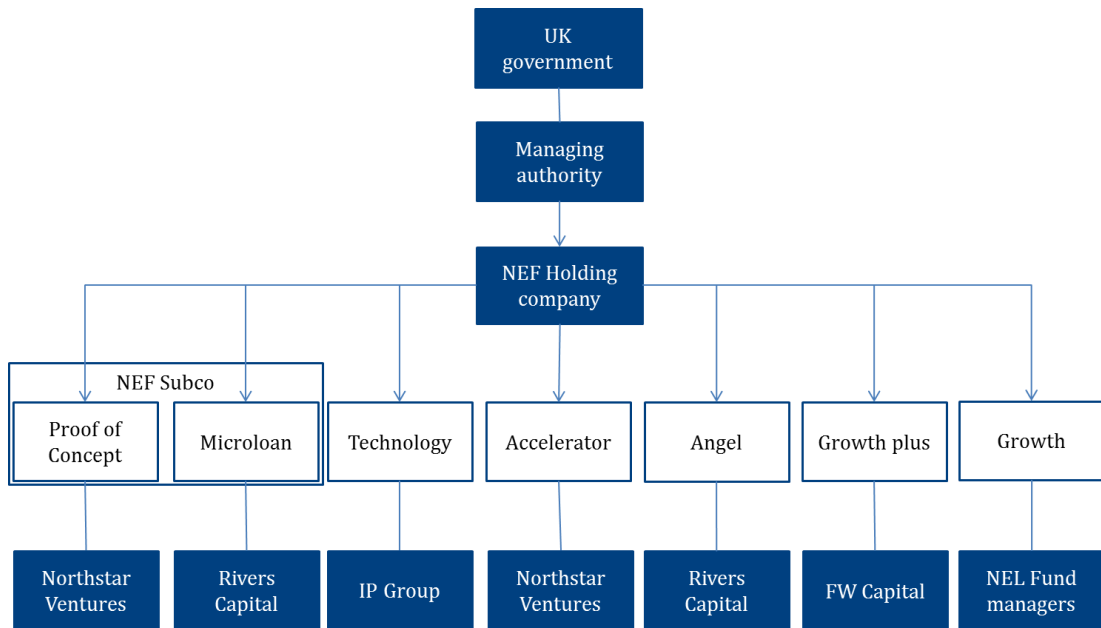 UK
government
Managing
authority
NEF Holding
company
NEF Subco
Proof of
Concept
Microloan
Technology
Accelerator
Angel
Growth plus
Growth
Northstar
Ventures
Rivers
Capital
IP Group
Northstar
Ventures
Rivers
Capital
FW Capital
NEL Fund
managers